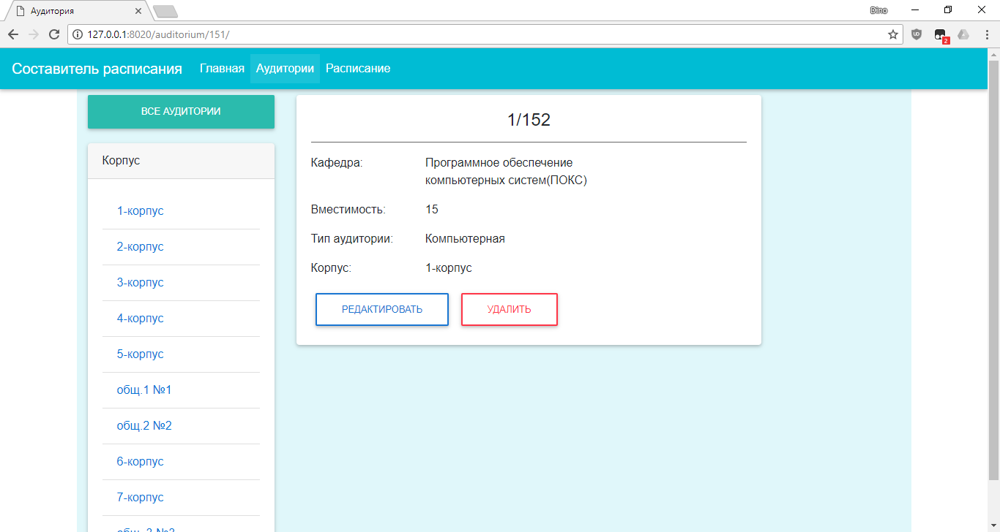 Аудитория
Dino
127.0.0.1:8020/auditorium/151/
2
Составитель расписания Главная Аудитории Расписание
ВСЕ АУДИТОРИИ
Корпус
1-корпус
2-корпус
3-корпус
4-корпус
5-корпус
общ.1 №1
общ.2 №2
6-корпус
7-корпус
1/152
Кафедра: Программное обеспечение
компьютерных систем(ПОКС)
Вместимость: 15
Тип аудитории: Компьютерная
Корпус: 1-корпус
РЕДАКТИРОВАТЬ УДАЛИТЬ